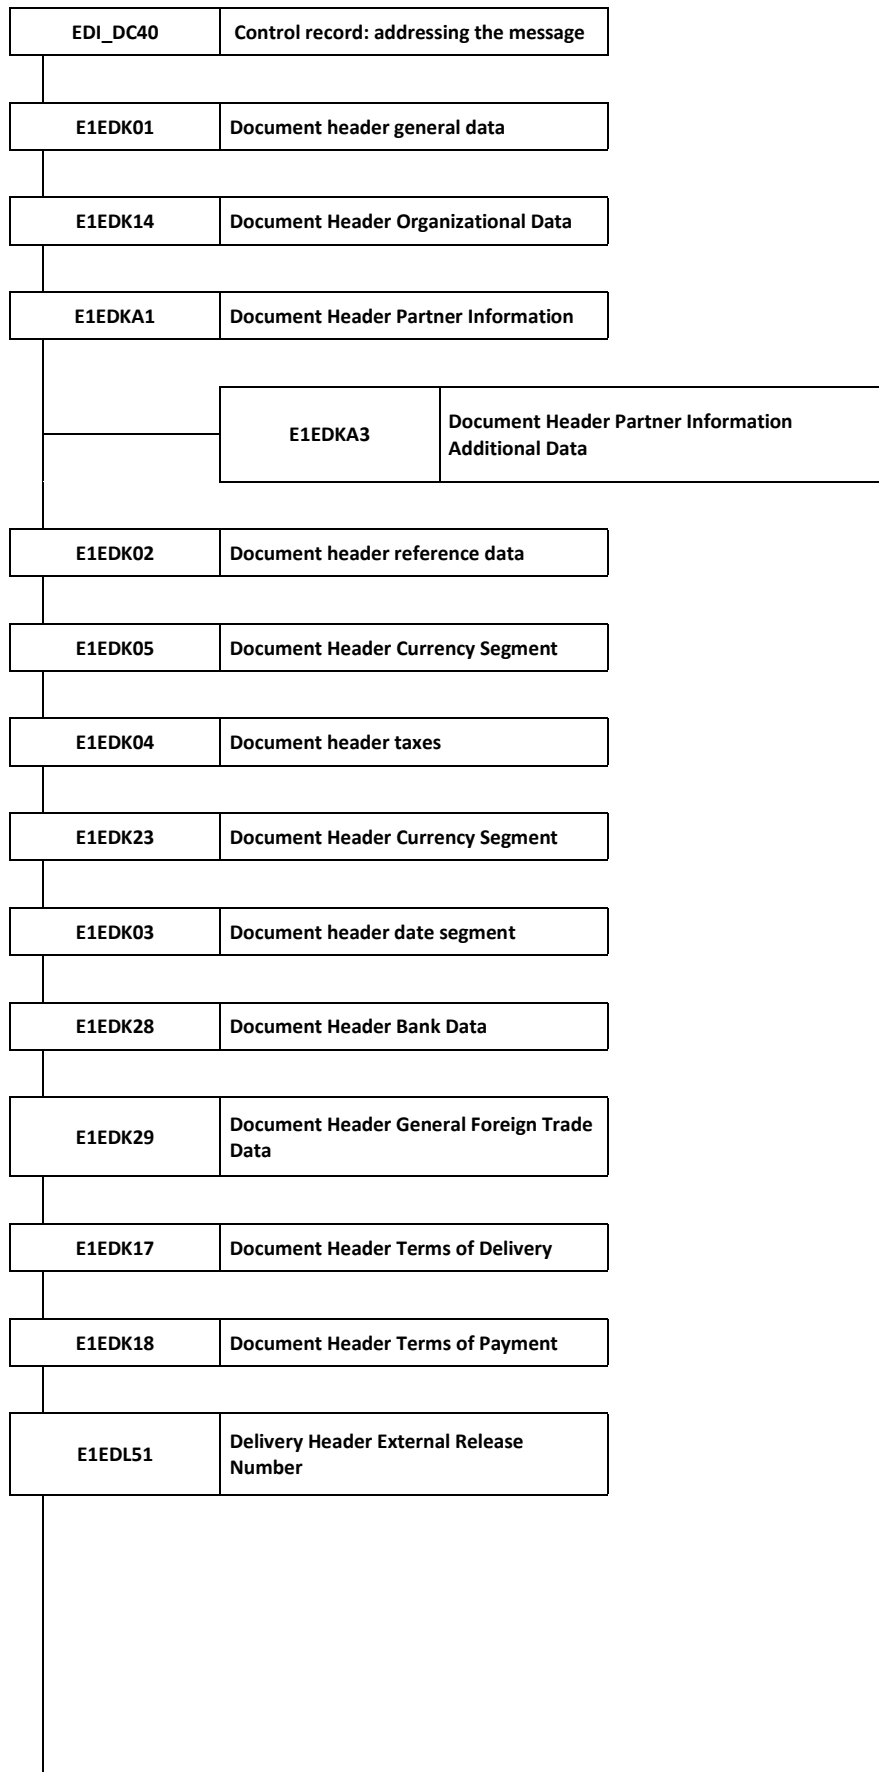 EDI_DC40 Control record: addressing the message
E1EDK01 Document header general data
E1EDK14 Document Header Organizational Data
E1EDKA1 Document Header Partner Information
E1EDKA3 Document Header Partner Information
Additional Data
E1EDK02 Document header reference data
E1EDK05 Document Header Currency Segment
E1EDK04 Document header taxes
E1EDK23 Document Header Currency Segment
E1EDK03 Document header date segment
E1EDK28 Document Header Bank Data
E1EDK29 Document Header General Foreign Trade
Data
E1EDK17 Document Header Terms of Delivery
E1EDK18 Document Header Terms of Payment
E1EDL51 Delivery Header External Release
Number